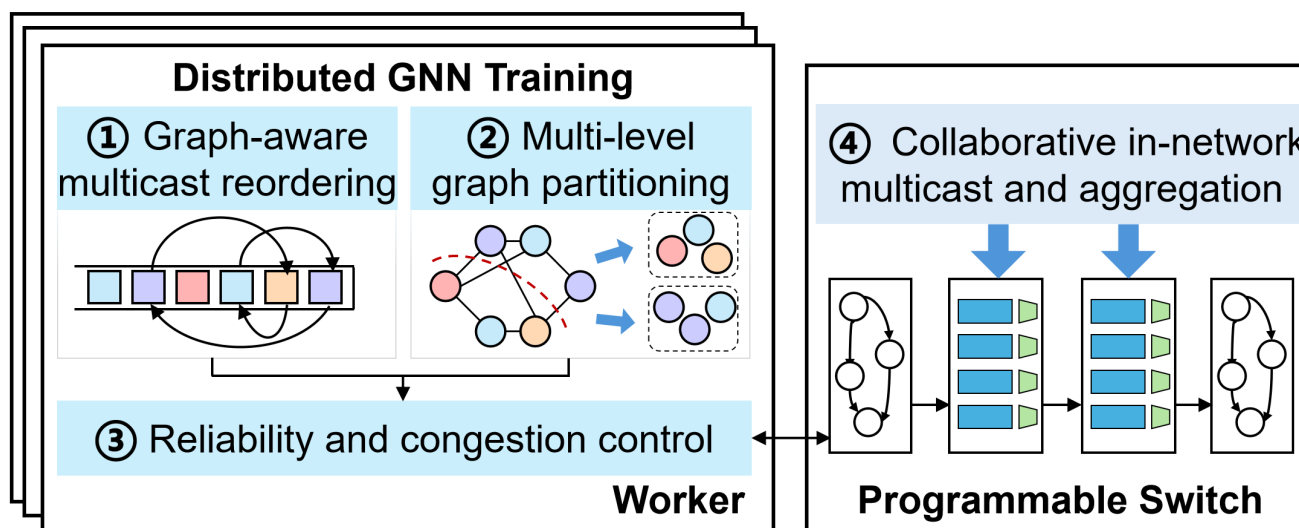 Distributed GNN Training
① Graph-aware
multicast reordering
② Multi-level
graph partitioning
③ Reliability and congestion control
Worker
④ Collaborative in-network
multicast and aggregation
Programmable Switch